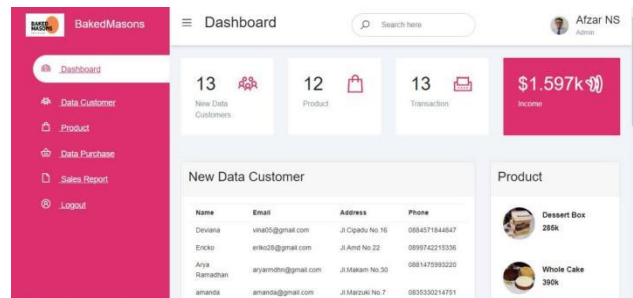 BAKED
MASONS
BakedMasons
Dashboard
Search here
Afzar NS
Admin
Dashboard
Data Customer
Product
Data Purchase
Sales Report
Logout
13
New Data
Customers
12
Product
13
Transaction
$1.597k
Income
New Data Customer
Name Email Address Phone
Deviana vina05@gmail.com Jl.Cipadu No.16 0884571844847
Ericko eriko28@gmail.com Jl.Amd No.22 0899742215336
Arya
Ramadhan aryarmdhn@gmail.com Jl.Makam No.30 0881475993220
amanda amanda@gmail.com Jl.Marzuki No.7 0835330214751
Product
Dessert Box
285k
Whole Cake
390k